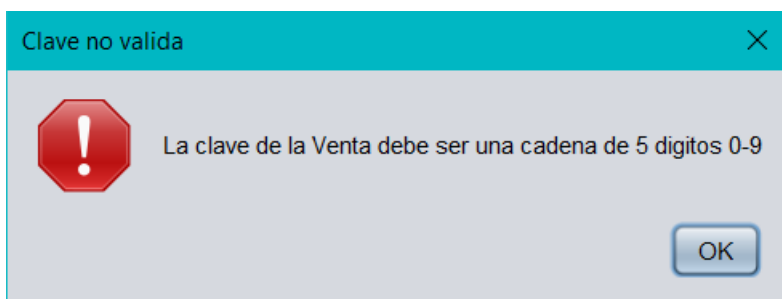 Clave no valida
La clave de la Venta debe ser una cadena de 5 digitos 0-9
OK